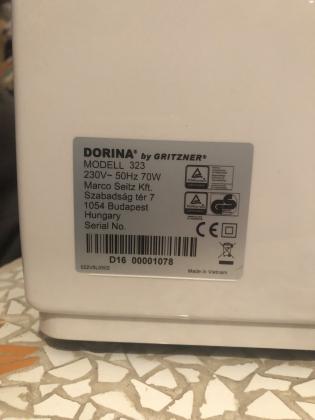 DORINA® by GRITZNER®
MODELL 323
230V~ 50Hz 70W
Marco Seitz Kft.
Szabadság tér 7
1054 Budapest
Hungary
Serial No.
D16 00001078
Made in Vietnam